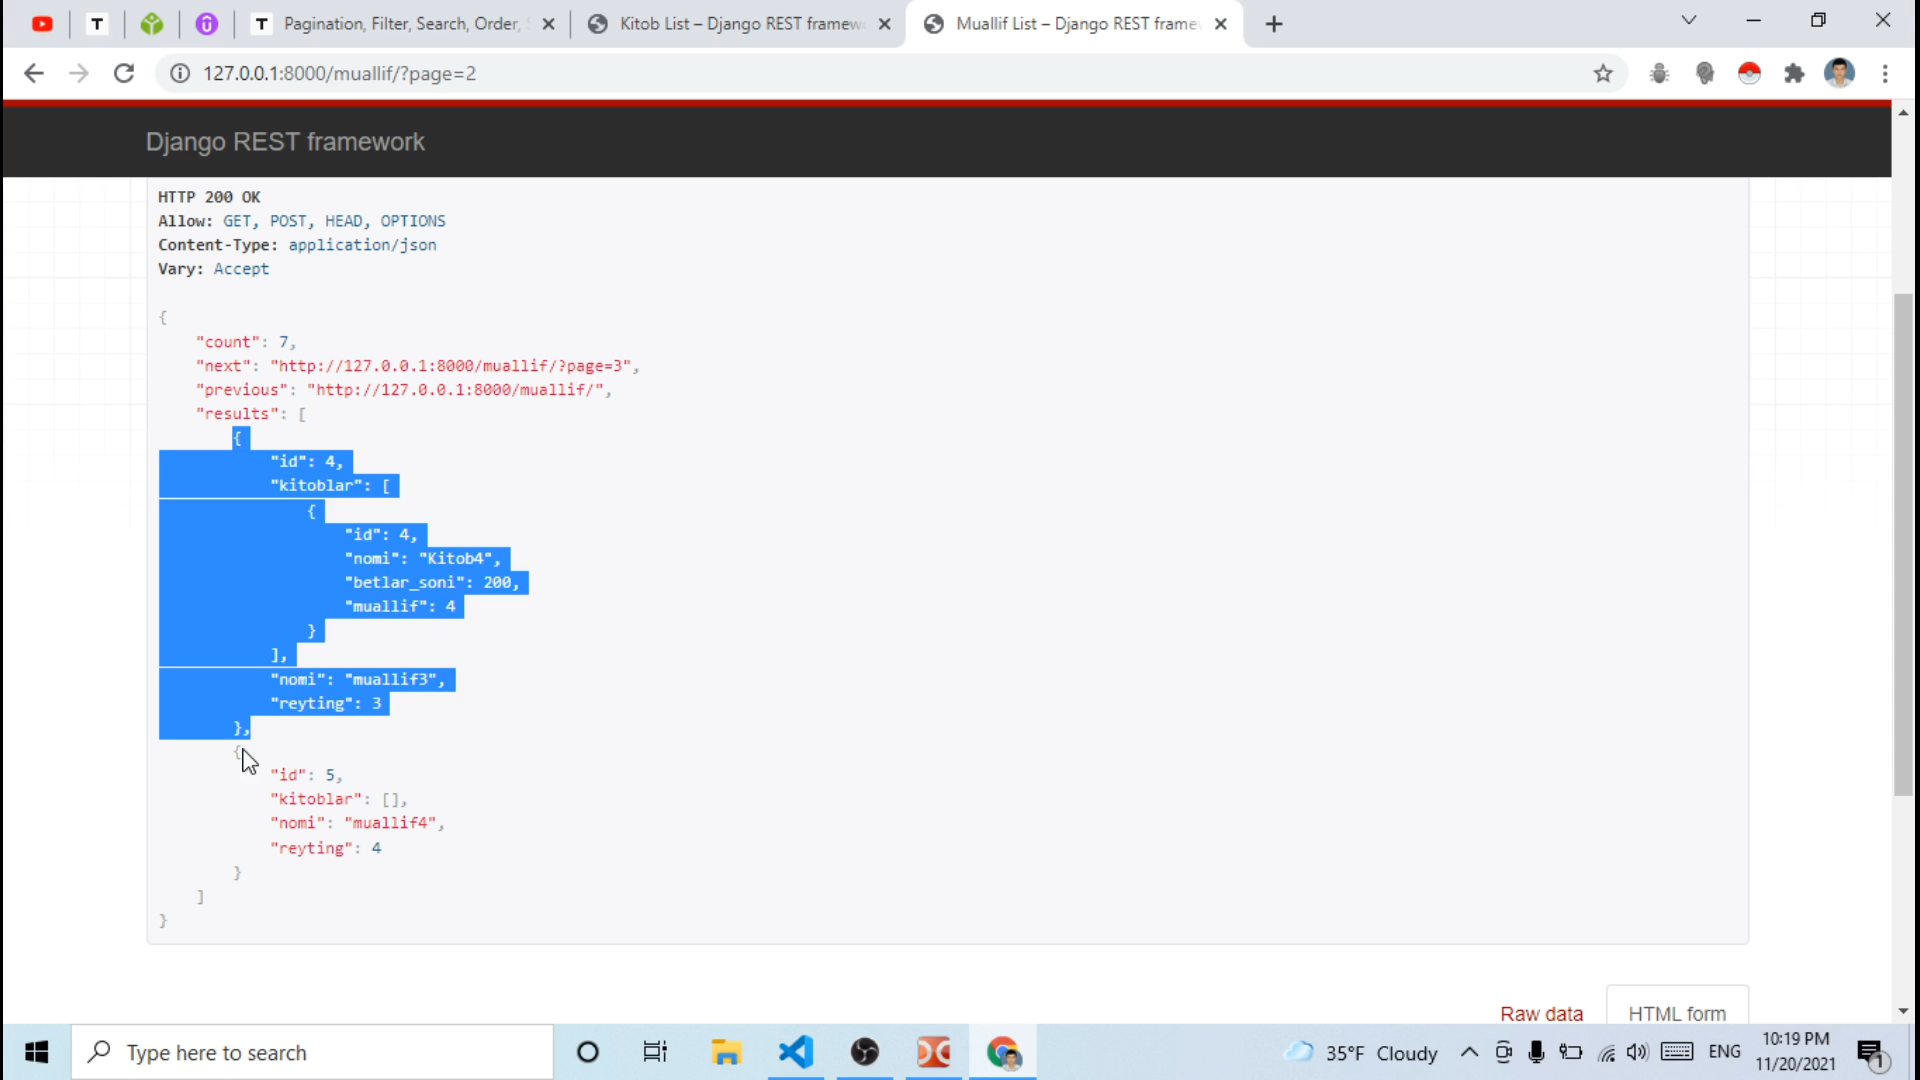 T
T Pagination, Filter, Search, Order,
Kitob List – Django REST framew
Muallif List – Django REST frame
127.0.0.1:8000/muallif/?page=2
Django REST framework
HTTP 200 OK
Allow: GET, POST, HEAD, OPTIONS
Content-Type: application/json
Vary: Accept
{
"count": 7,
"next": "http://127.0.0.1:8000/muallif/?page=3",
"previous": "http://127.0.0.1:8000/muallif/",
"results": [
{
"id": 4,
"kitoblar": [
{
"id": 4,
"nomi": "Kitob4",
"betlar_soni": 200,
"muallif": 4
}
],
"nomi": "muallif3",
"reyting": 3
},
{
"id": 5,
"kitoblar": [],
"nomi": "muallif4",
"reyting": 4
}
]
}
Raw data
HTML form
Type here to search
35°F Cloudy
ENG
10:19 PM
11/20/2021
1